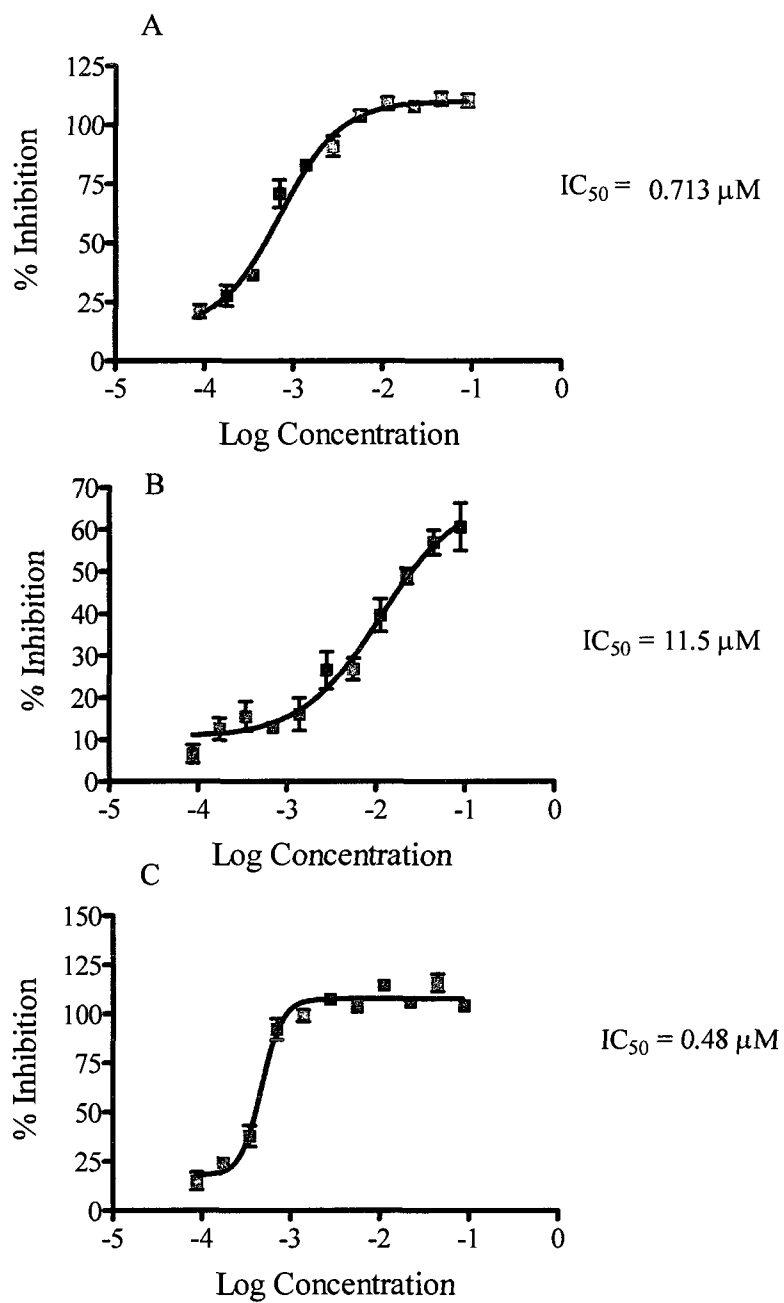 A
125
100
75
50
25
0
% Inhibition
-5 -4 -3 -2 -1 0
Log Concentration
IC50 = 0.713 μM
B
70
60
50
40
30
20
10
0
% Inhibition
-5 -4 -3 -2 -1 0
Log Concentration
IC50 = 11.5 μM
C
150
125
100
75
50
25
0
% Inhibition
-5 -4 -3 -2 -1 0
Log Concentration
IC50 = 0.48 μM